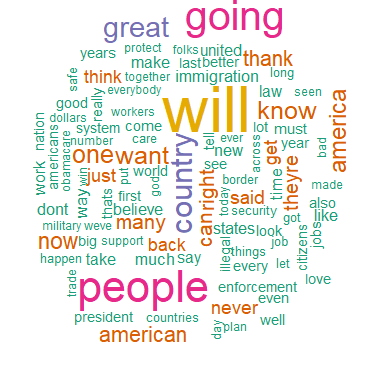 going
great
protect folks united
years make last better thank
safe together long
think immigration
everybody law seen
good really will
dollars workers know
nation americans system come must america
number care tell ever lot
obamacare one want new across get year bad
work just put world country see time theyre
win good
way thats first can right said border made
dont believe today security also
military weve many states got like
now big support back look citizens jobs
happen take much say illegal things job
every let
trade people enforcement love
never even
president countries day plan well
american